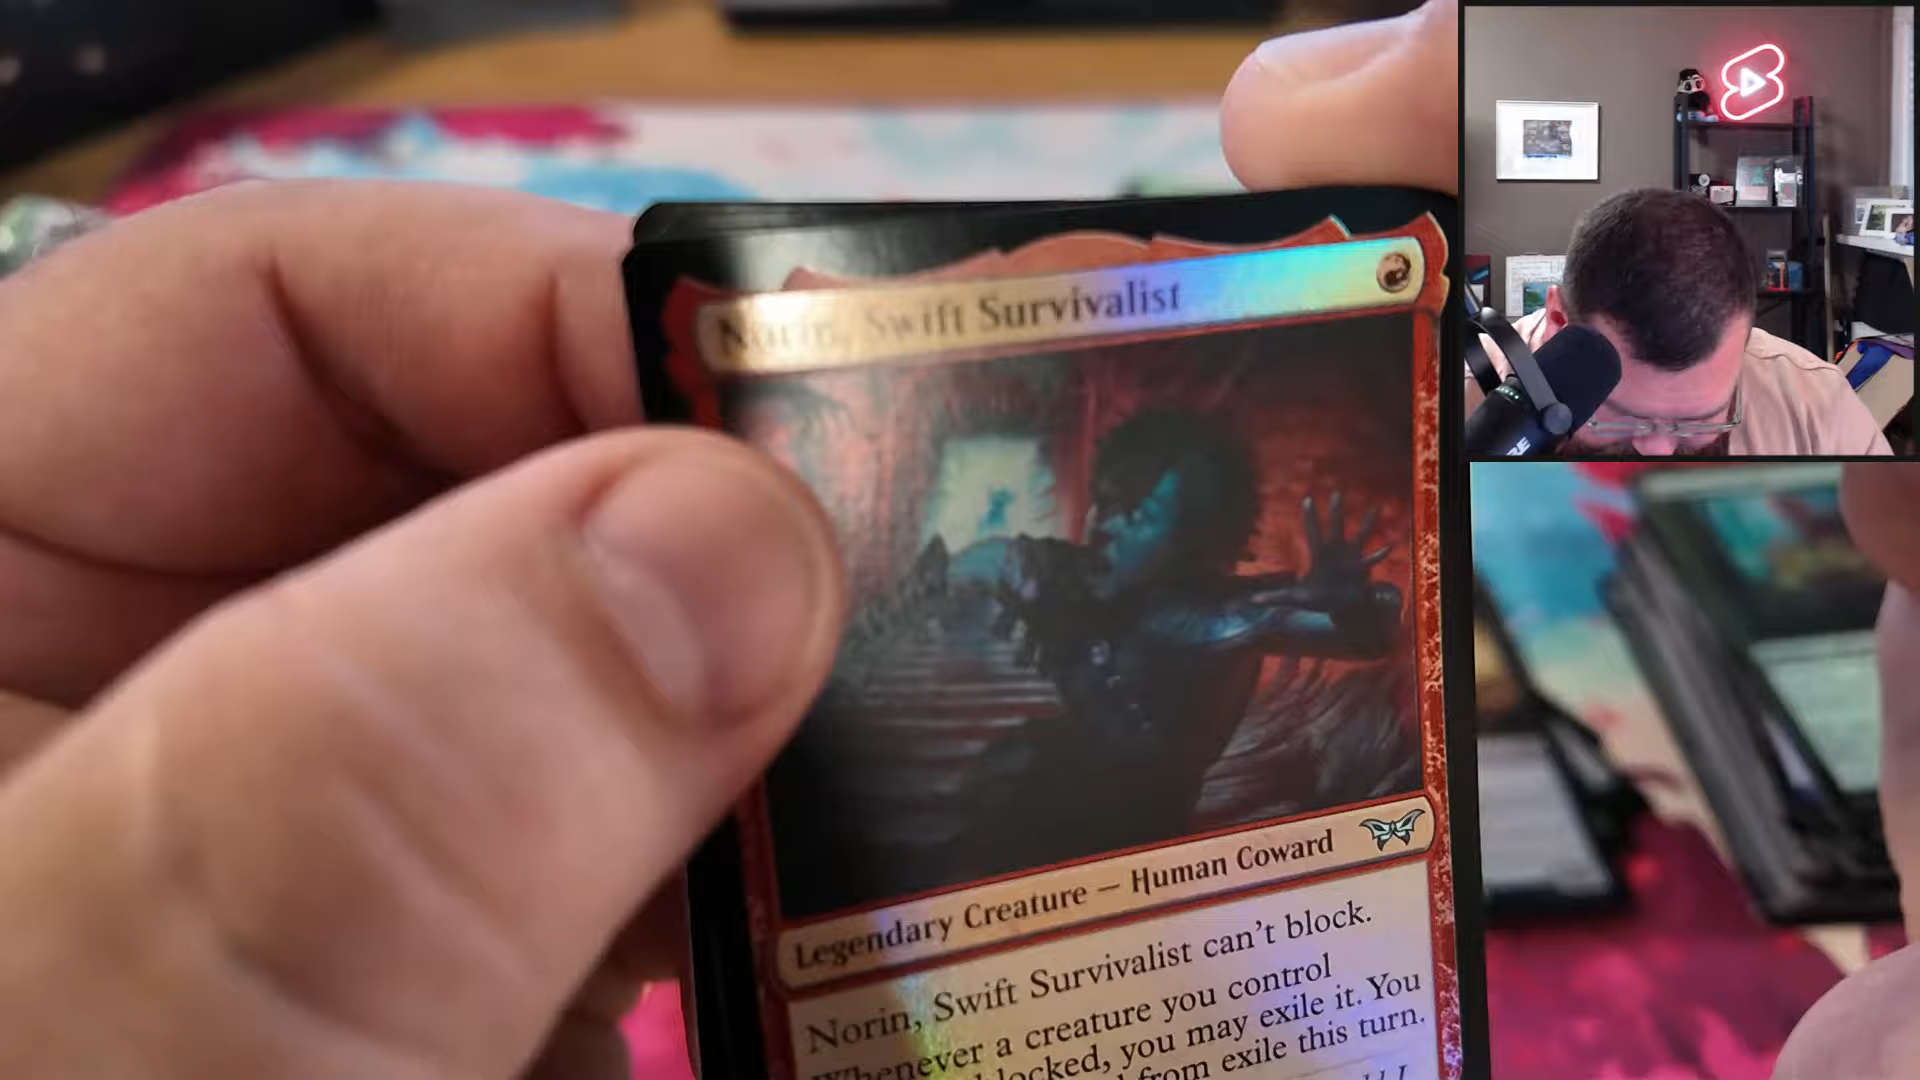 Norin, Swift Survivalist
Legendary Creature — Human Coward
Norin, Swift Survivalist can't block.
Whenever a creature you control
blocked, you may exile it. You
from exile this turn.